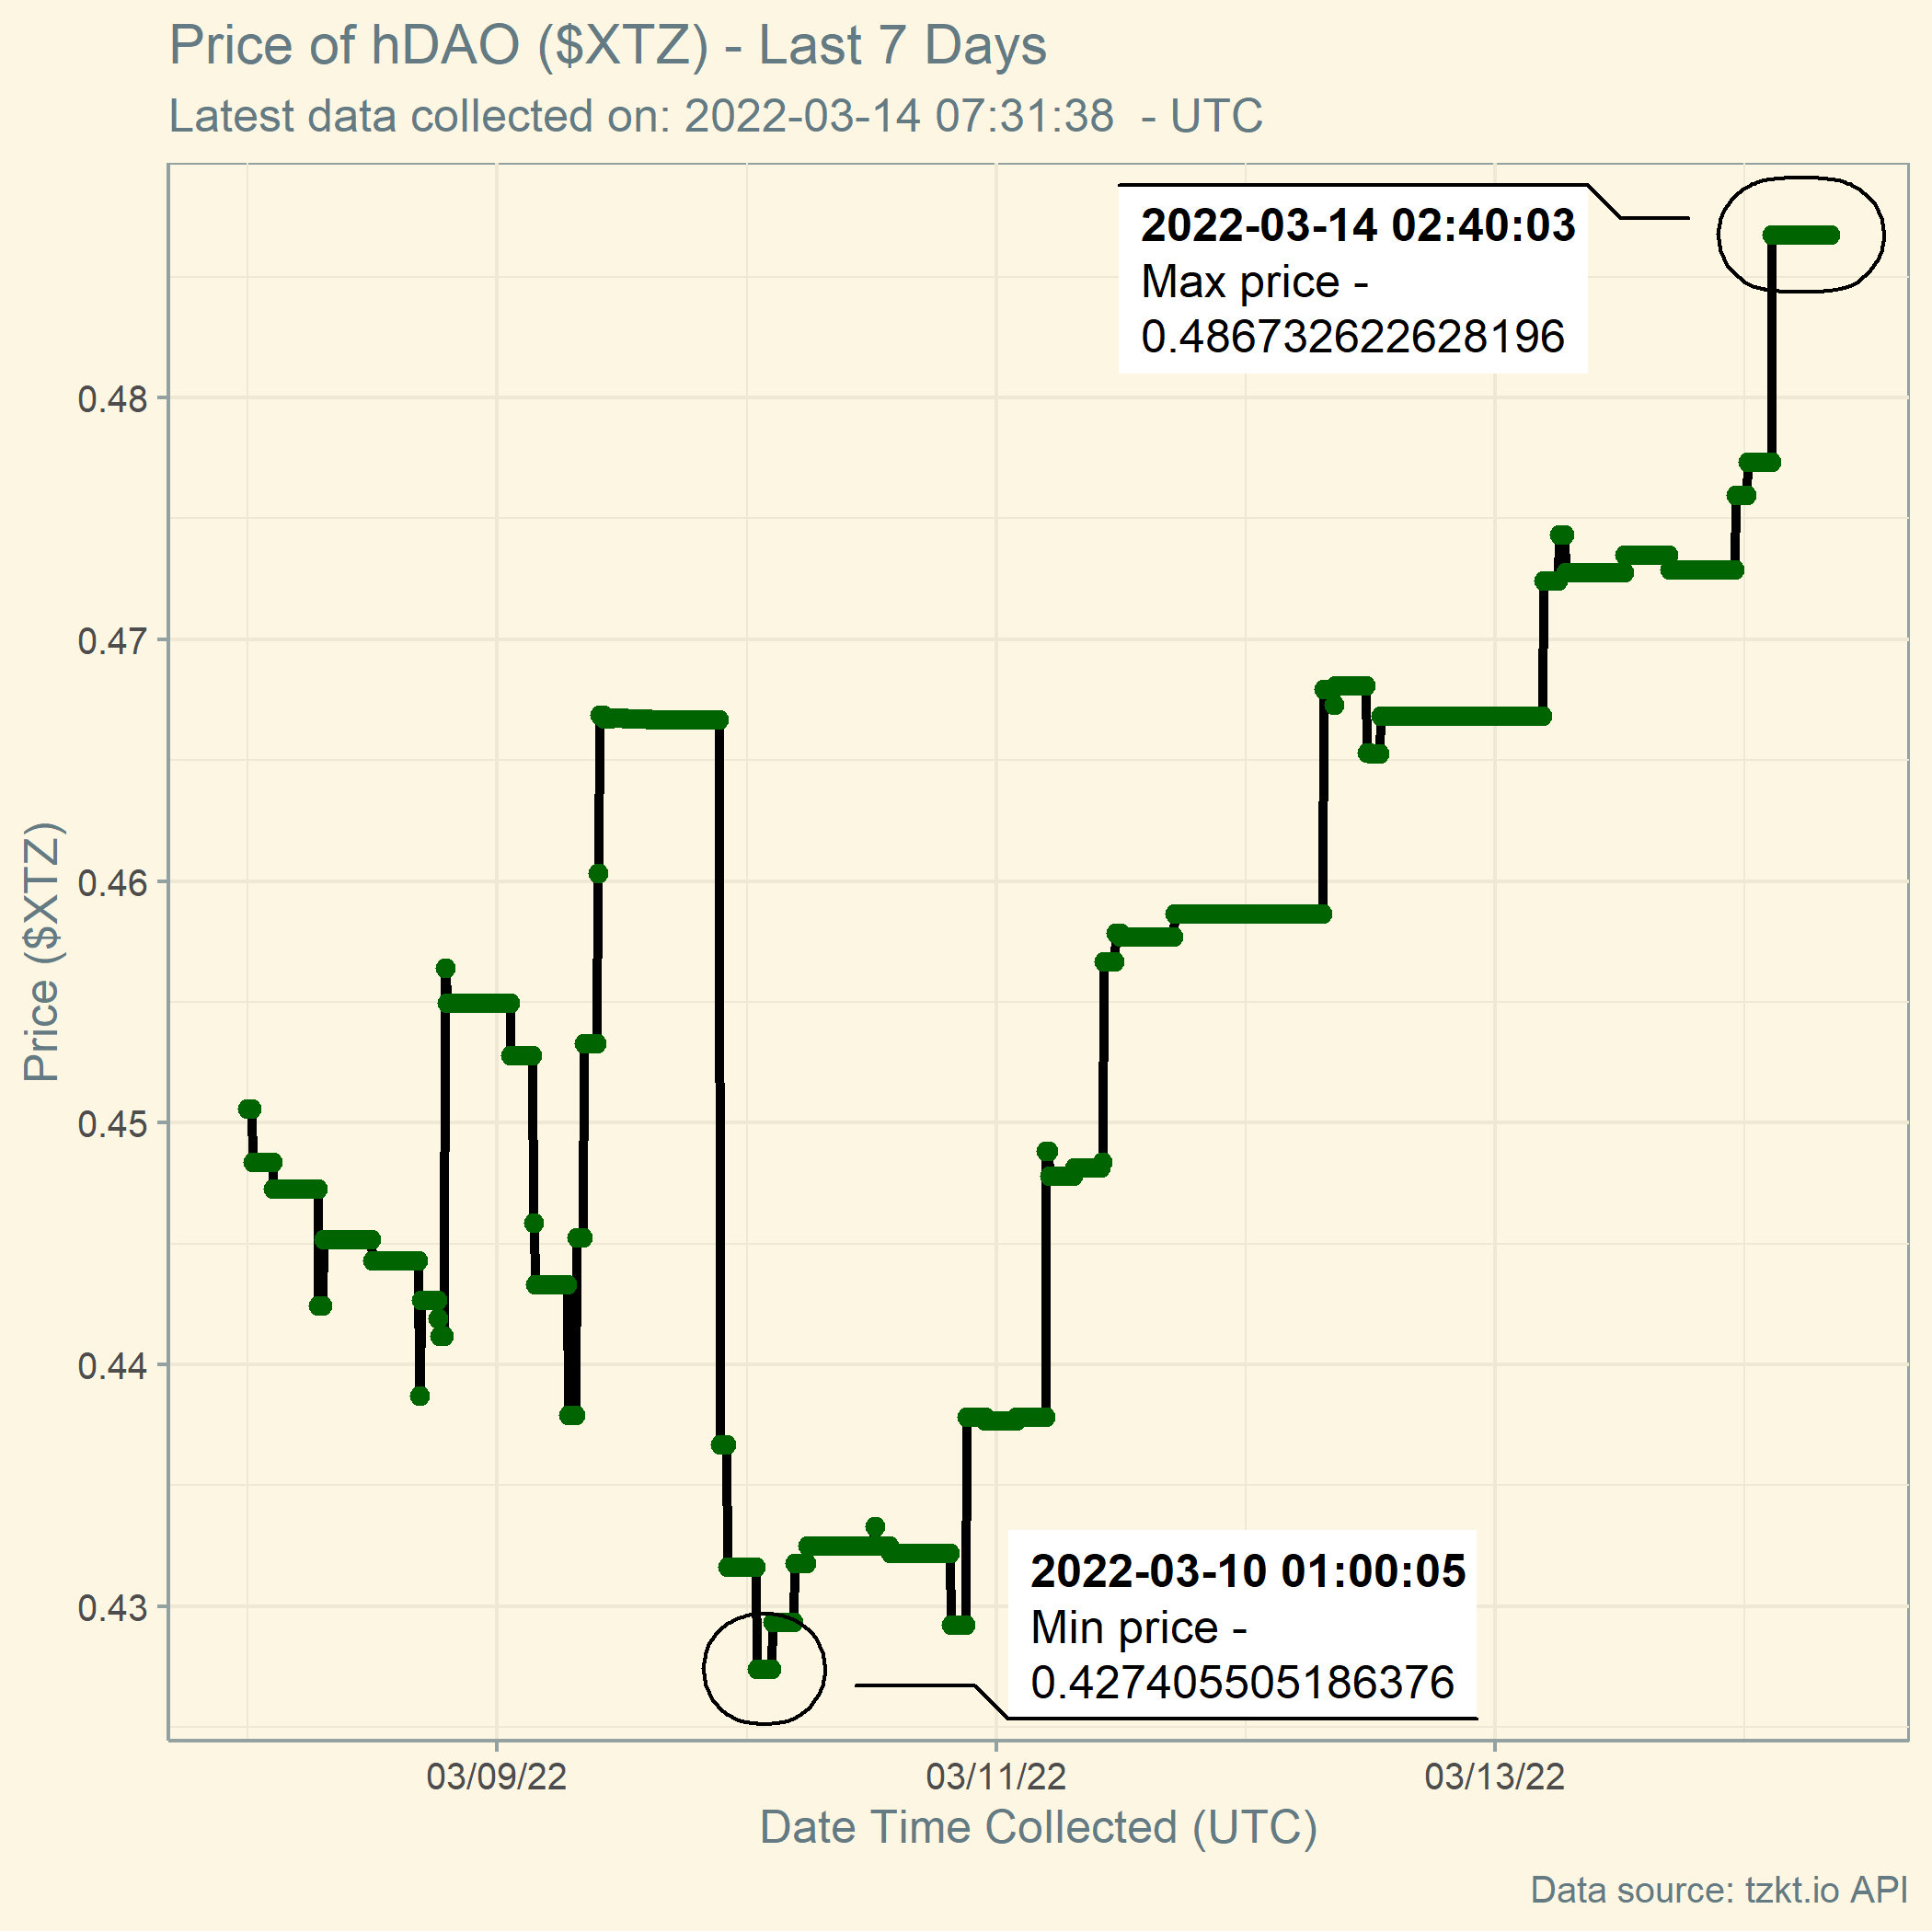 Price of hDAO ($XTZ) - Last 7 Days
Latest data collected on: 2022-03-14 07:31:38  - UTC
2022-03-14 02:40:03
Max price -
0.486732622628196
0.48
0.47
0.46
0.45
0.44
0.43
Price ($XTZ)
2022-03-10 01:00:05
Min price -
0.427405505186376
03/09/22
03/11/22
03/13/22
Date Time Collected (UTC)
Data source: tzkt.io API